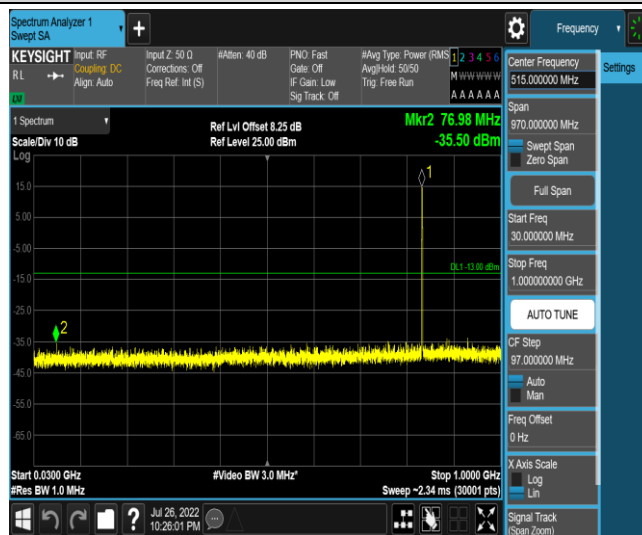 Spectrum Analyzer 1
Swept SA
Frequency
KEYSIGHT
RL
Input: RF
Coupling: DC
Align: Auto
Input Z: 50 Ω
Corrections: Off
Freq Ref: Int (S)
#Atten: 40 dB
PNO: Fast
Gate: Off
IF Gain: Low
Sig Track: Off
#Avg Type: Power (RMS
Avg|Hold: 50/50
Trig: Free Run
1 2 3 4 5 6
M W W W W W
A A A A A A
1 Spectrum
Scale/Div 10 dB
Log
Ref Lvl Offset 8.25 dB
Ref Level 25.00 dBm
Mkr2 76.98 MHz
-35.50 dBm
15.0
5.00
-5.00
-15.0
-25.0
-35.0
-45.0
-55.0
-65.0
1
DL1 -13.00 dBm
2
Start 0.0300 GHz
#Res BW 1.0 MHz
#Video BW 3.0 MHz*
Stop 1.0000 GHz
Sweep ~2.34 ms (30001 pts)
Jul 26, 2022
10:26:01 PM
Settings
Center Frequency
515.000000 MHz
Span
970.000000 MHz
Swept Span
Zero Span
Full Span
Start Freq
30.000000 MHz
Stop Freq
1.000000000 GHz
AUTO TUNE
CF Step
97.000000 MHz
Auto
Man
Freq Offset
0 Hz
X Axis Scale
Log
Lin
Signal Track
(Span Zoom)